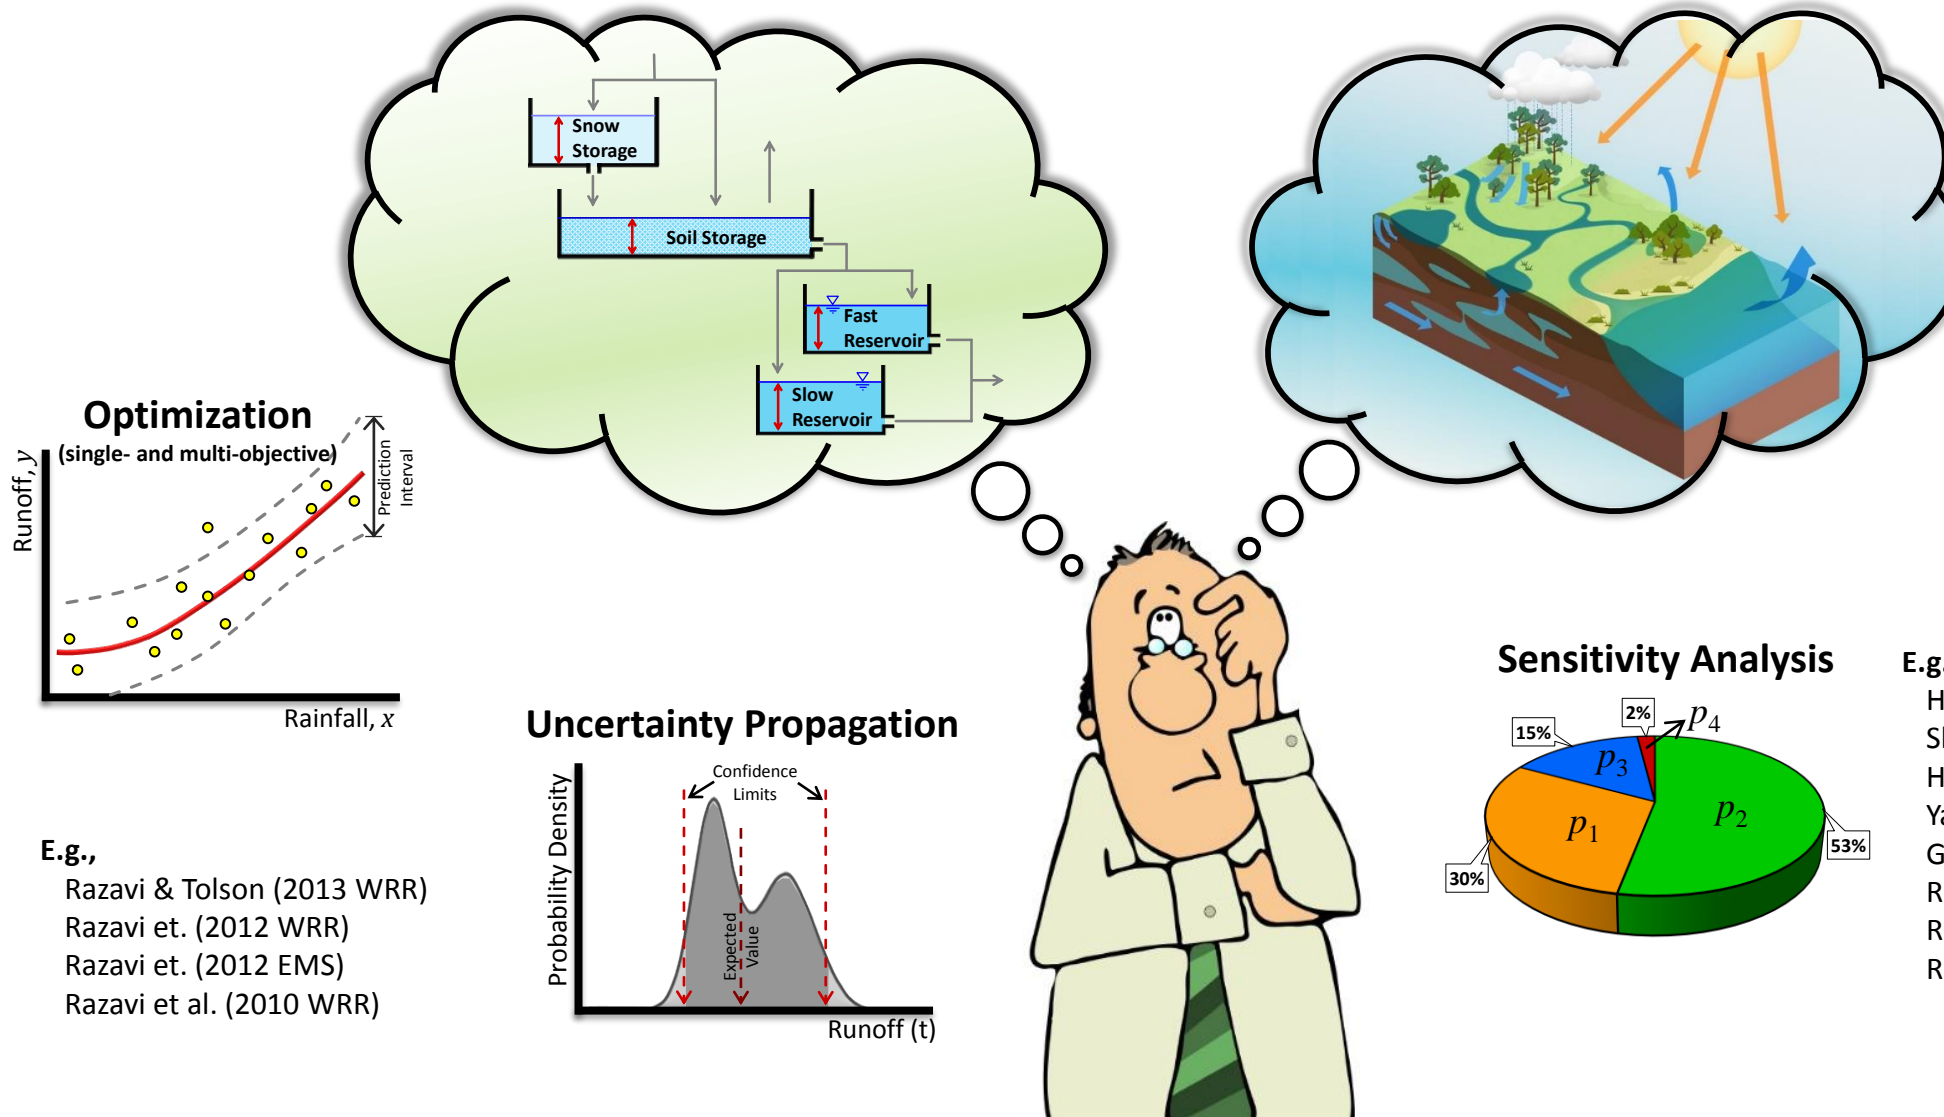 Snow
Storage
Soil Storage
Fast
Reservoir
Slow
Reservoir
Optimization
(single- and multi-objective)
Runoff, y
Prediction
Interval
Rainfall, x
E.g.,
Razavi & Tolson (2013 WRR)
Razavi et. (2012 WRR)
Razavi et. (2012 EMS)
Razavi et al. (2010 WRR)
Uncertainty Propagation
Probability Density
Confidence
Limits
Expected
Value
Runoff (t)
Sensitivity Analysis
2%
p4
15%
p3
p1
p2
30%
53%
E.g.
H
Ya
G
R
R
R